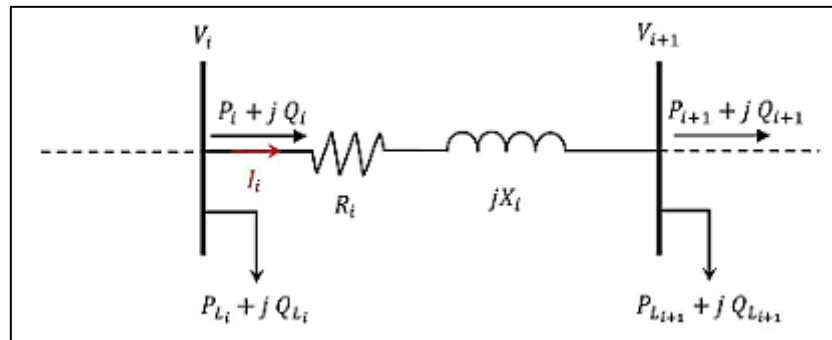 V_i V_{i+1}
P_i + j Q_i P_{i+1} + j Q_{i+1}
I_i R_i jX_i
P_{L_i} + j Q_{L_i} P_{L_{i+1}} + j Q_{L_{i+1}}